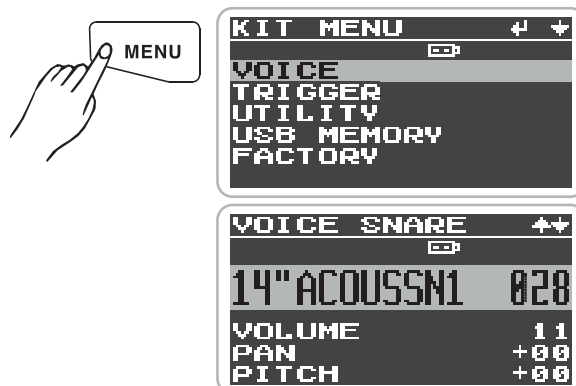 MENU
KIT MENU
VOICE
TRIGGER
UTILITY
USB MEMORY
FACTORY
VOICE SNARE
14"ACOUSSN1 028
VOLUME 11
PAN +00
PITCH +00